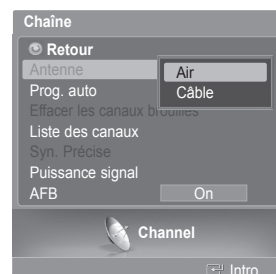 Chaîne
Retour
Antenne
Air
Prog. auto
Câble
Effacer les canaux brouillés
Liste des canaux
Syn. Précise
Puissance signal
AFB
On
Channel
Intro